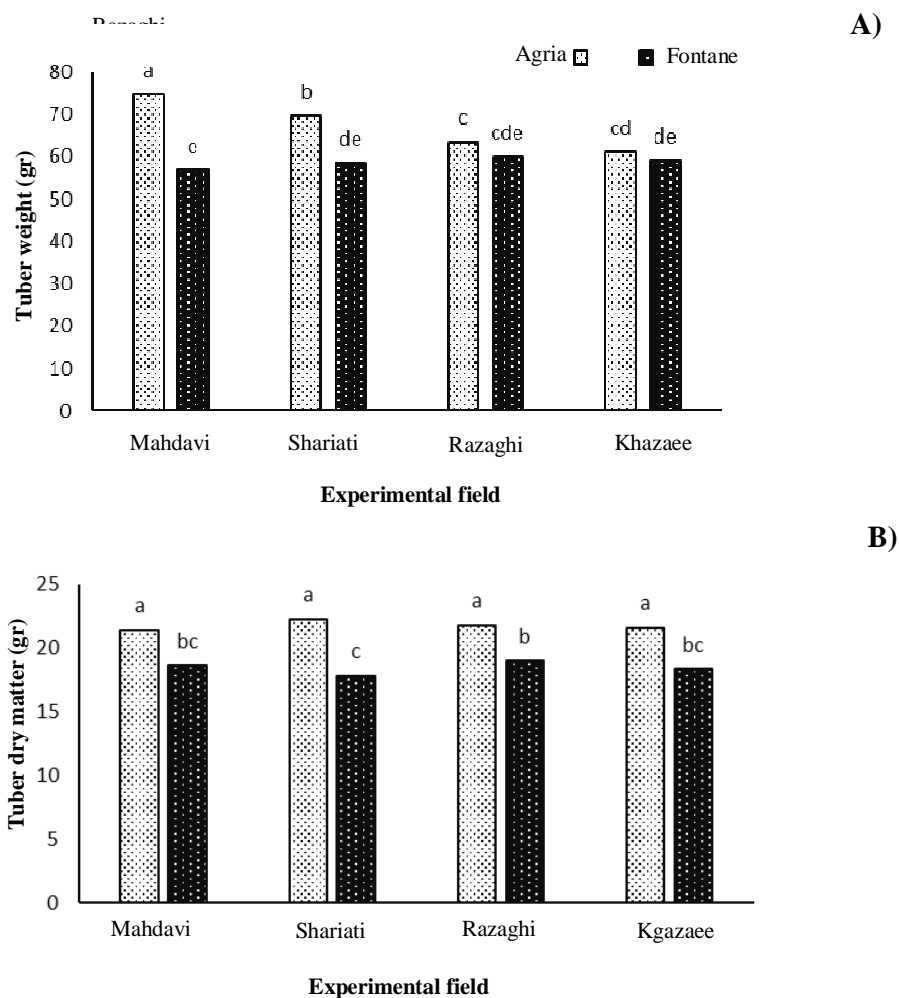 Razaghi
A)
Agria Fontane
80
70
60
50
40
30
20
10
0
Tuber weight (gr)
a
e
b
de
c
cde
cd
de
Mahdavi Shariati Razaghi Khazaee
Experimental field
B)
25
20
15
10
5
0
Tuber dry matter (gr)
a
bc
a
c
a
b
a
bc
Mahdavi Shariati Razaghi Kgazaee
Experimental field